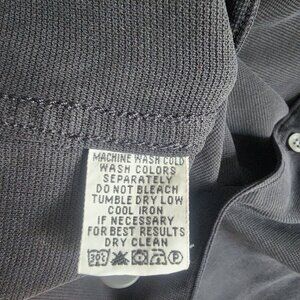 MACHINE WASH COLD
WASH COLORS
SEPARATELY
DO NOT BLEACH
TUMBLE DRY LOW
COOL IRON
IF NECESSARY
FOR BEST RESULTS
DRY CLEAN
30C P